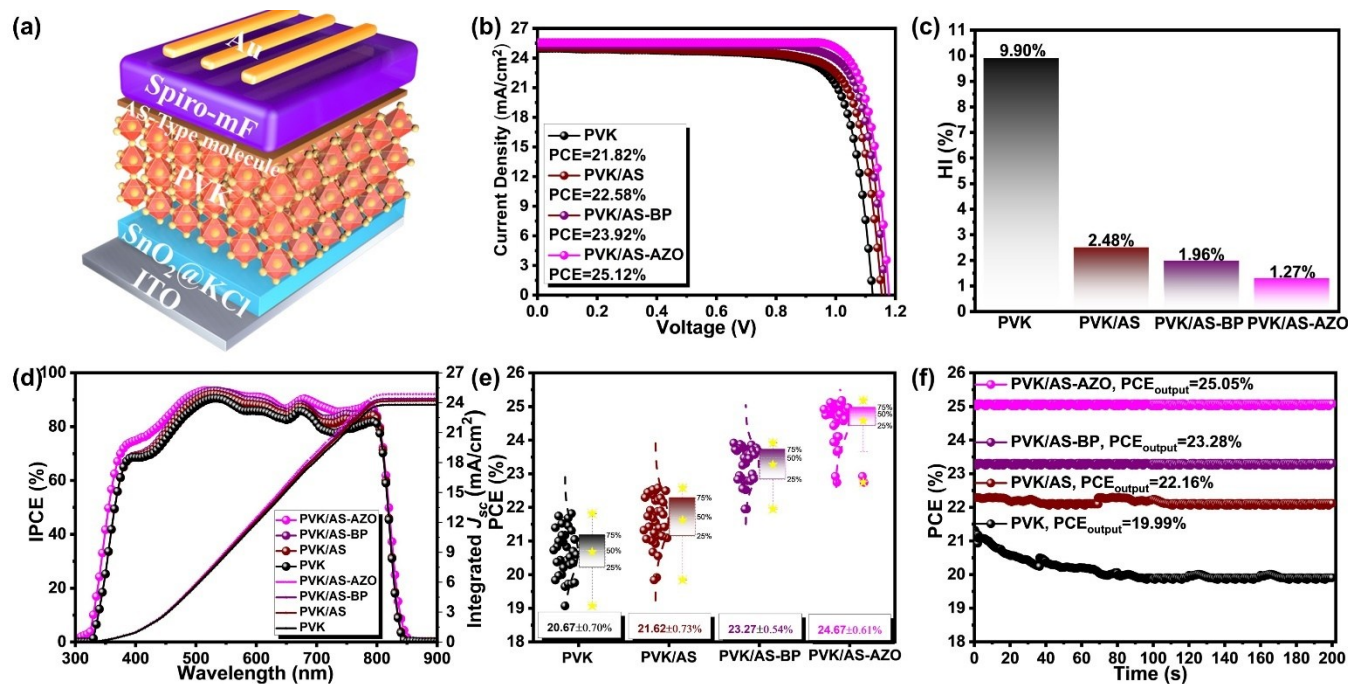 (a)
Au
Spiro-mF
AS-Type molecule
PVK
SnO2@KCl
ITO
(b)
Current Density (mA/cm2)
27
24
21
18
15
12
9
6
3
0
PVK
PCE=21.82%
PVK/AS
PCE=22.58%
PVK/AS-BP
PCE=23.92%
PVK/AS-AZO
PCE=25.12%
0.0 0.2 0.4 0.6 0.8 1.0 1.2
Voltage (V)
(c)
HI (%)
11
10
9
8
7
6
5
4
3
2
1
0
9.90%
2.48%
1.96%
1.27%
PVK PVK/AS PVK/AS-BP PVK/AS-AZO
(d)
IPCE (%)
100
80
60
40
20
0
PVK/AS-AZO
PVK/AS-BP
PVK/AS
PVK
PVK/AS-AZO
PVK/AS-BP
PVK/AS
PVK
300 400 500 600 700 800 900
Wavelength (nm)
27
24
21
18
15
12
9
6
3
0
Integrated Jsc (mA/cm2)
(e)
PCE (%)
26
25
24
23
22
21
20
19
18
75%
50%
25%
75%
50%
25%
75%
50%
25%
75%
50%
25%
20.67±0.70% 21.62±0.73% 23.27±0.54% 24.67±0.61%
PVK PVK/AS PVK/AS-BP PVK/AS-AZO
(f)
PCE (%)
26
25
24
23
22
21
20
19
18
PVK/AS-AZO, PCEoutput=25.05%
PVK/AS-BP, PCEoutput=23.28%
PVK/AS, PCEoutput=22.16%
PVK, PCEoutput=19.99%
0 20 40 60 80 100 120 140 160 180 200
Time (s)